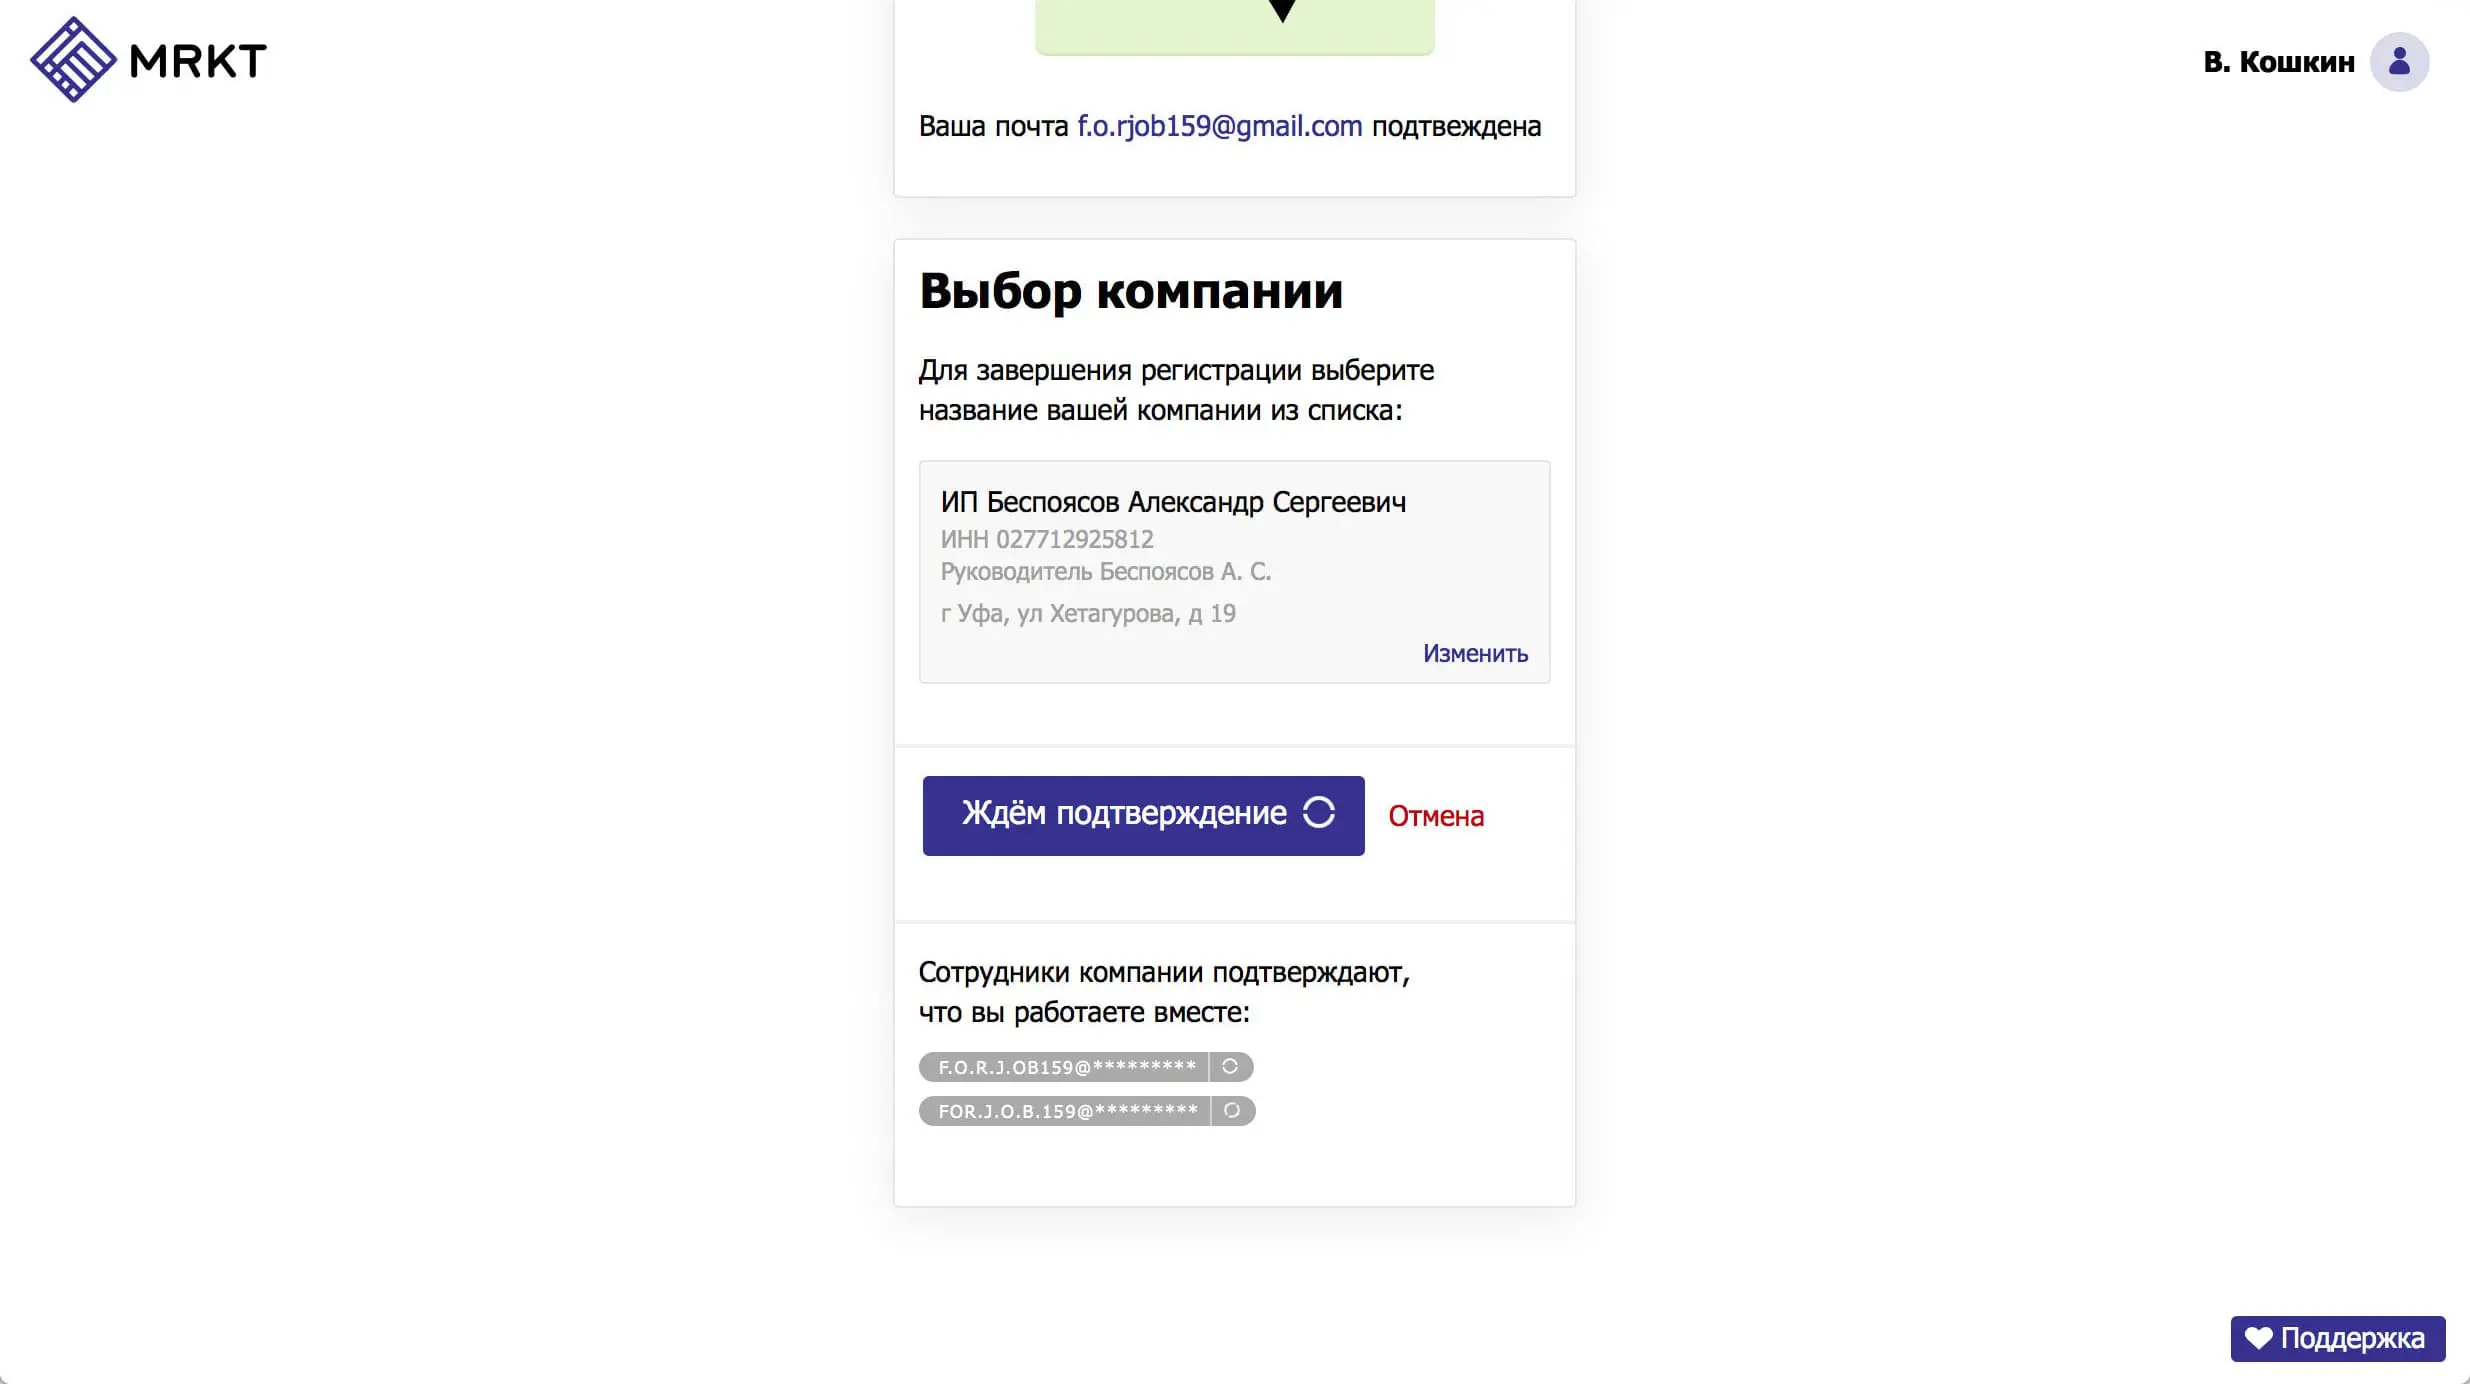 MRKT
В. Кошкин
Ваша почта f.o.rjob159@gmail.com подтвеждена
Выбор компании
Для завершения регистрации выберите
название вашей компании из списка:
ИП Беспоясов Александр Сергеевич
ИНН 027712925812
Руководитель Беспоясов А. С.
г Уфа, ул Хетагурова, д 19
Изменить
Ждём подтверждение
Отмена
Сотрудники компании подтверждают,
что вы работаете вместе:
F.O.R.J.OB159@*********
FOR.J.O.B.159@*********
Поддержка